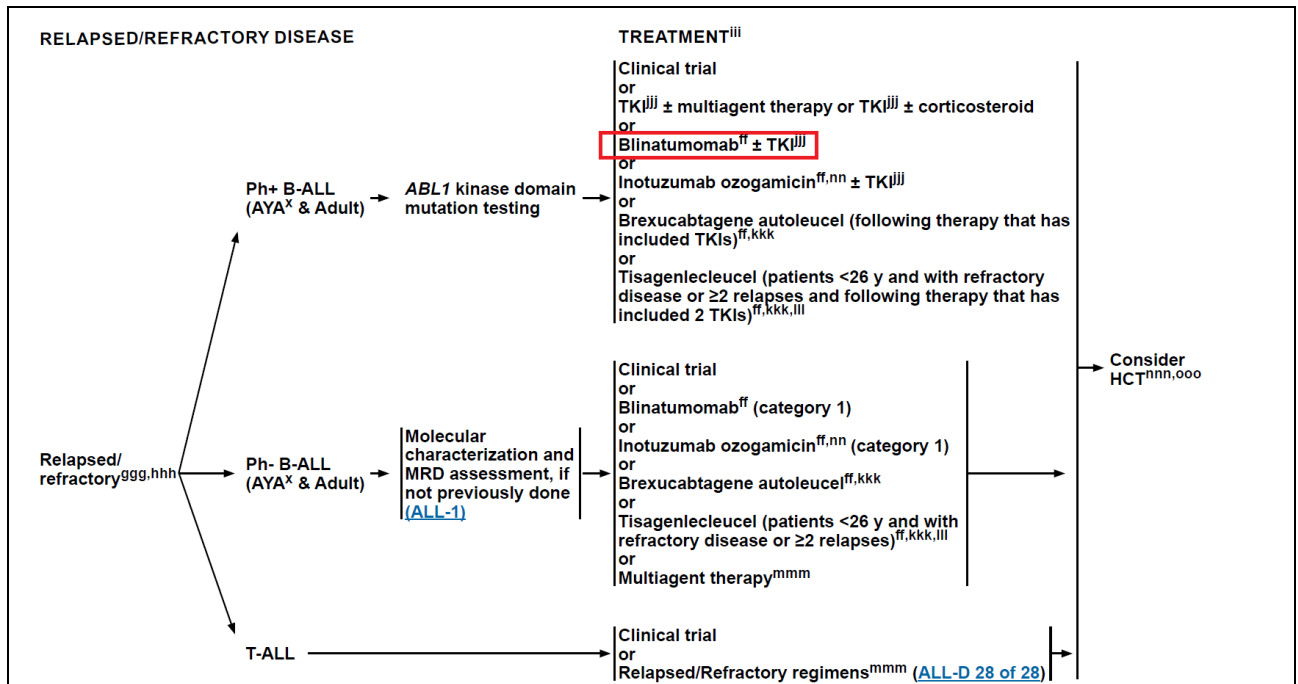 RELAPSED/REFRACTORY DISEASE
TREATMENTiii
Clinical trial
or
TKIjjj ± multiagent therapy or TKIjjj ± corticosteroid
or
Blinatumomabff ± TKIjjj
or
Inotuzumab ozogamicinff,nn ± TKIjjj
or
Brexucabtagene autoleucel (following therapy that has
included TKIs)ff,kkk
or
Tisagenlecleucel (patients <26 y and with refractory
disease or ≥2 relapses and following therapy that has
included 2 TKIs)ff,kkk,lll
Ph+ B-ALL
(AYAx & Adult)
ABL1 kinase domain
mutation testing
Relapsed/
refractoryggg,hhh
Ph- B-ALL
(AYAx & Adult)
Molecular
characterization and
MRD assessment, if
not previously done
(ALL-1)
Clinical trial
or
Blinatumomabff (category 1)
or
Inotuzumab ozogamicinff,nn (category 1)
or
Brexucabtagene autoleucelff,kkk
or
Tisagenlecleucel (patients <26 y and with
refractory disease or ≥2 relapses)ff,kkk,lll
or
Multiagent therapymmm
Consider
HCTnnn,ooo
T-ALL
Clinical trial
or
Relapsed/Refractory regimensmmm (ALL-D 28 of 28)